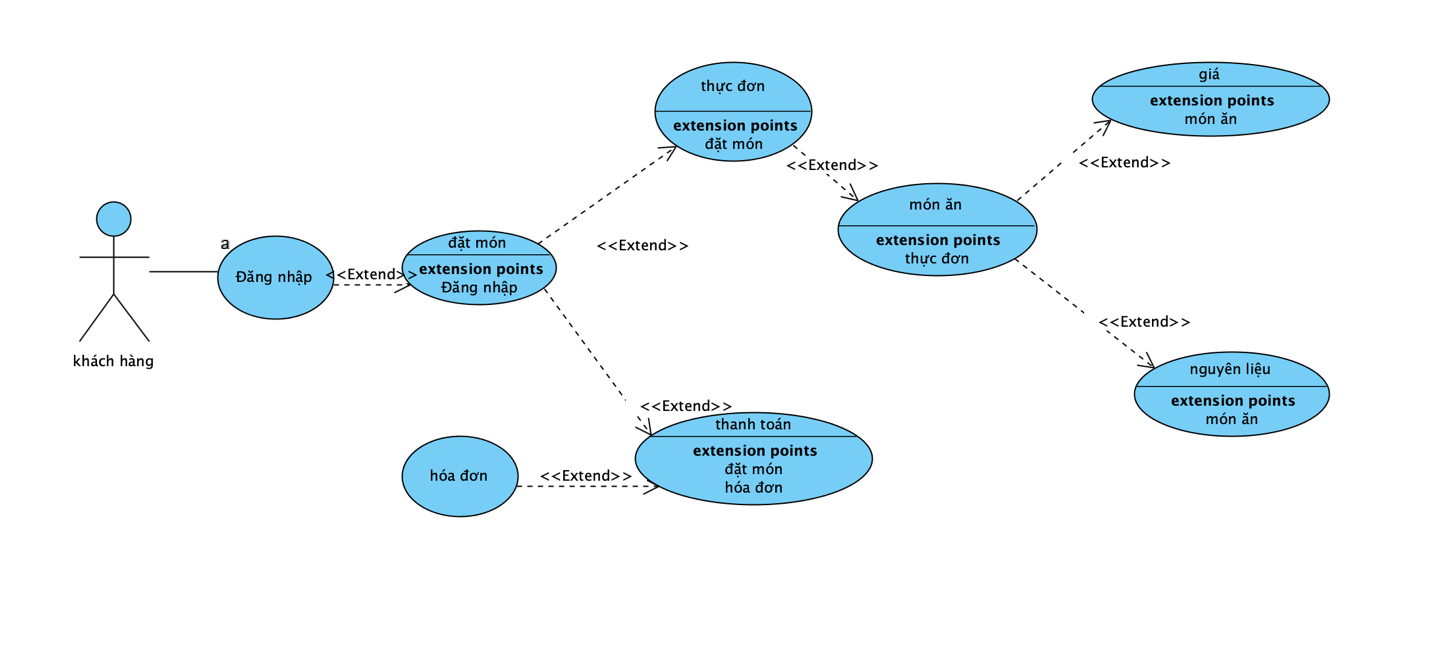 giá
extension points
món ăn
thực đơn
extension points
đặt món
<<Extend>>
<<Extend>>
món ăn
extension points
thực đơn
a
Đăng nhập
<<Extend>>
đặt món
extension points
Đăng nhập
<<Extend>>
khách hàng
<<Extend>>
nguyên liệu
extension points
món ăn
<<Extend>>
thanh toán
extension points
đặt món
hóa đơn
hóa đơn
<<Extend>>